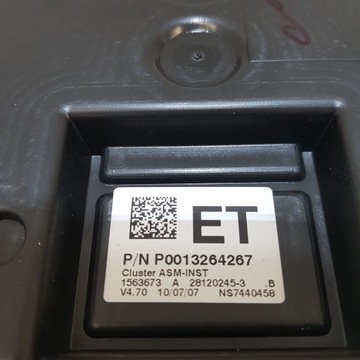 ET
P/N P0013264267
Cluster ASM-INST
1563673 A 28120245-3 .B
V4.70 10/07/07 NS7440458